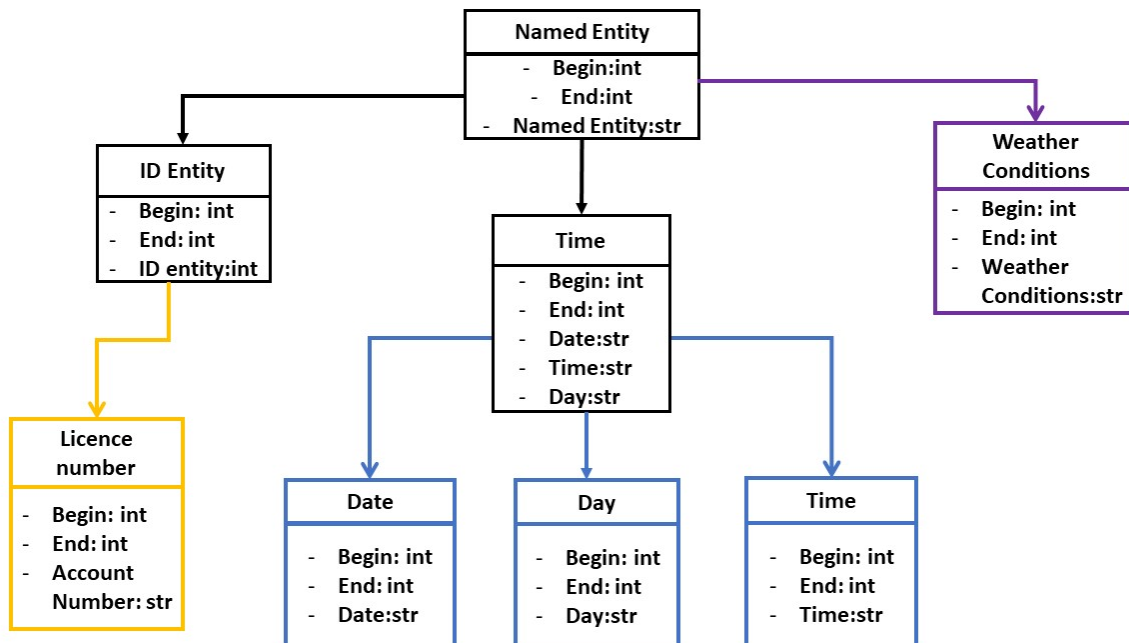 Named Entity
- Begin:int
- End:int
- Named Entity:str
ID Entity
- Begin: int
- End: int
- ID entity:int
Weather
Conditions
- Begin: int
- End: int
- Weather
Conditions:str
Time
- Begin: int
- End: int
- Date:str
- Time:str
- Day:str
Licence
number
- Begin: int
- End: int
- Account
Number: str
Date
- Begin: int
- End: int
- Date:str
Day
- Begin: int
- End: int
- Day:str
Time
- Begin: int
- End: int
- Time:str